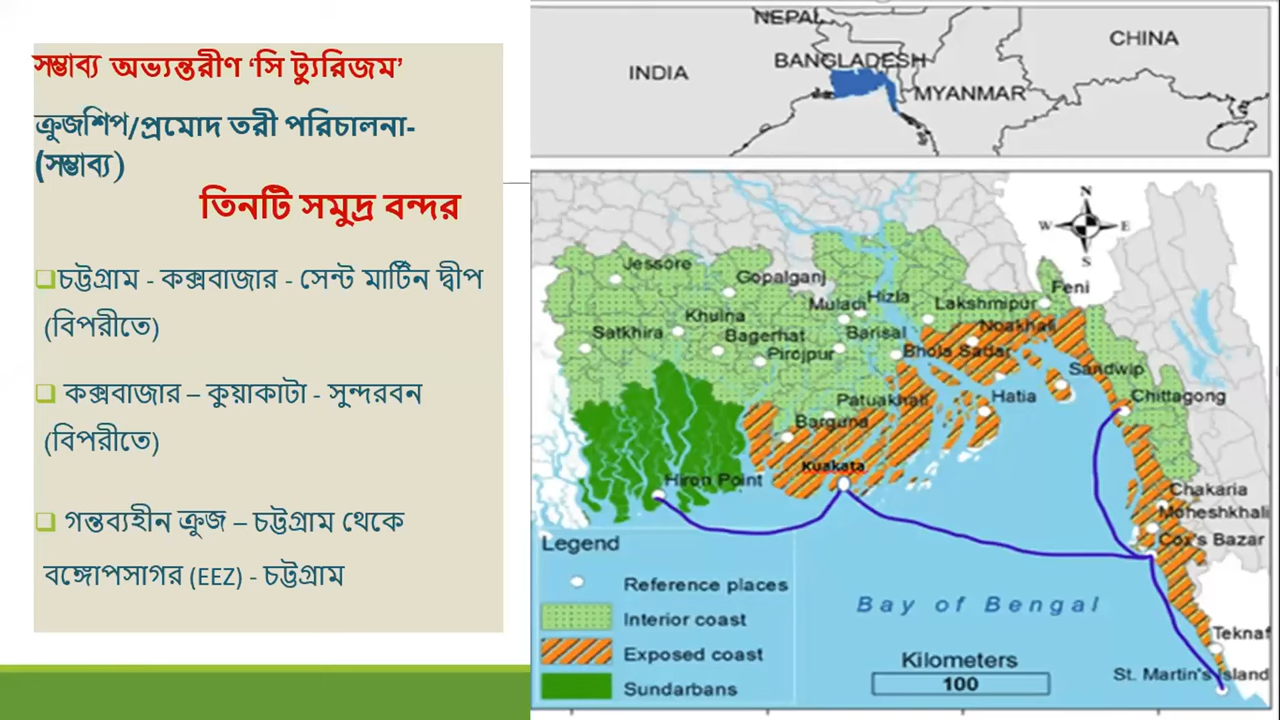 সম্ভাব্য অভ্যন্তরীণ ‘সি ট্যুরিজম’
ক্রুজশিপ/প্রমোদ তরী পরিচালনা-
(সম্ভাব্য)
তিনটি সমুদ্র বন্দর
চট্টগ্রাম - কক্সবাজার - সেন্ট মার্টিন দ্বীপ
(বিপরীতে)
কক্সবাজার – কুয়াকাটা - সুন্দরবন
(বিপরীতে)
গন্তব্যহীন ক্রুজ – চট্টগ্রাম থেকে
বঙ্গোপসাগর (EEZ) - চট্টগ্রাম
NEPAL
CHINA
BANGLADESH
INDIA
MYANMAR
N
W E
S
Jessore
Gopalganj
Feni
Muladi
Hizla
Lakshmipur
Khulna
Noakhali
Satkhira
Bagerhat
Barisal
Pirojpur
Bhola Sadar
Sandwip
Patuakhali
Hatia
Chittagong
Barguna
Kuakata
Hiron Point
Chakaria
Moheshkhali
Cox's Bazar
Legend
Reference places
Bay of Bengal
Interior coast
Teknaf
Exposed coast
Kilometers
St. Martin's Island
100
Sundarbans